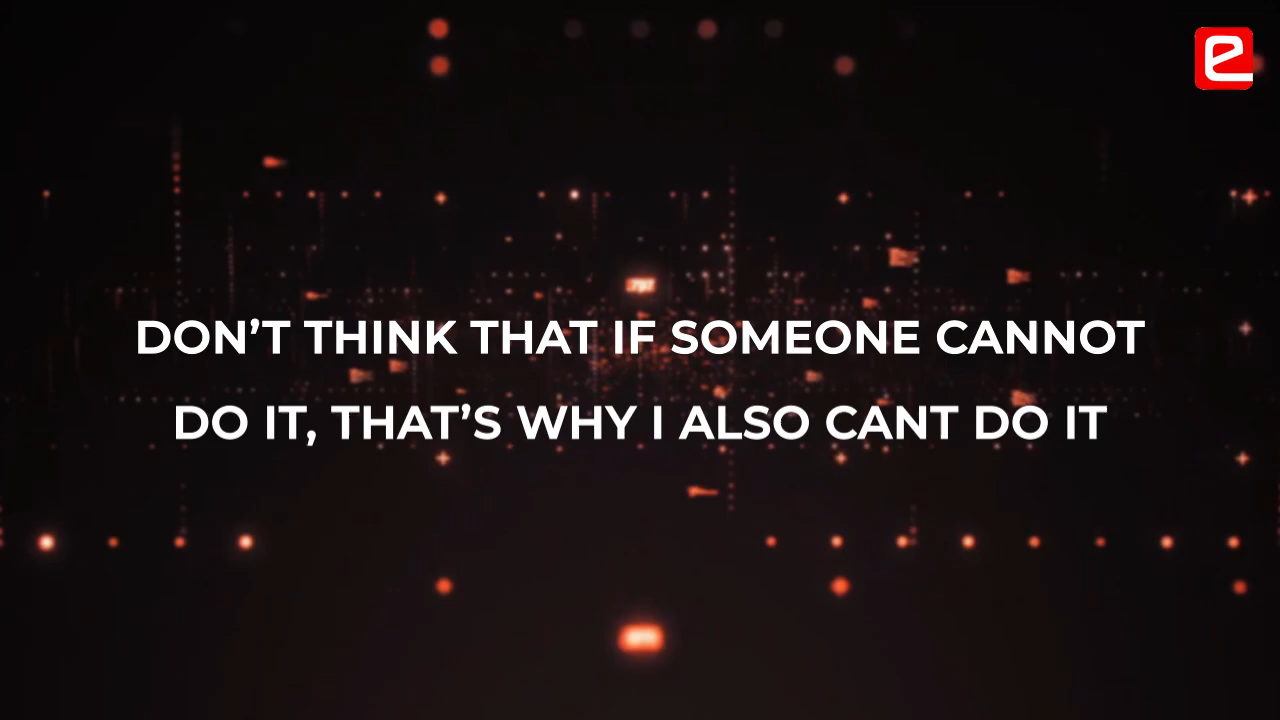 DON’T THINK THAT IF SOMEONE CANNOT
DO IT, THAT’S WHY I ALSO CANT DO IT